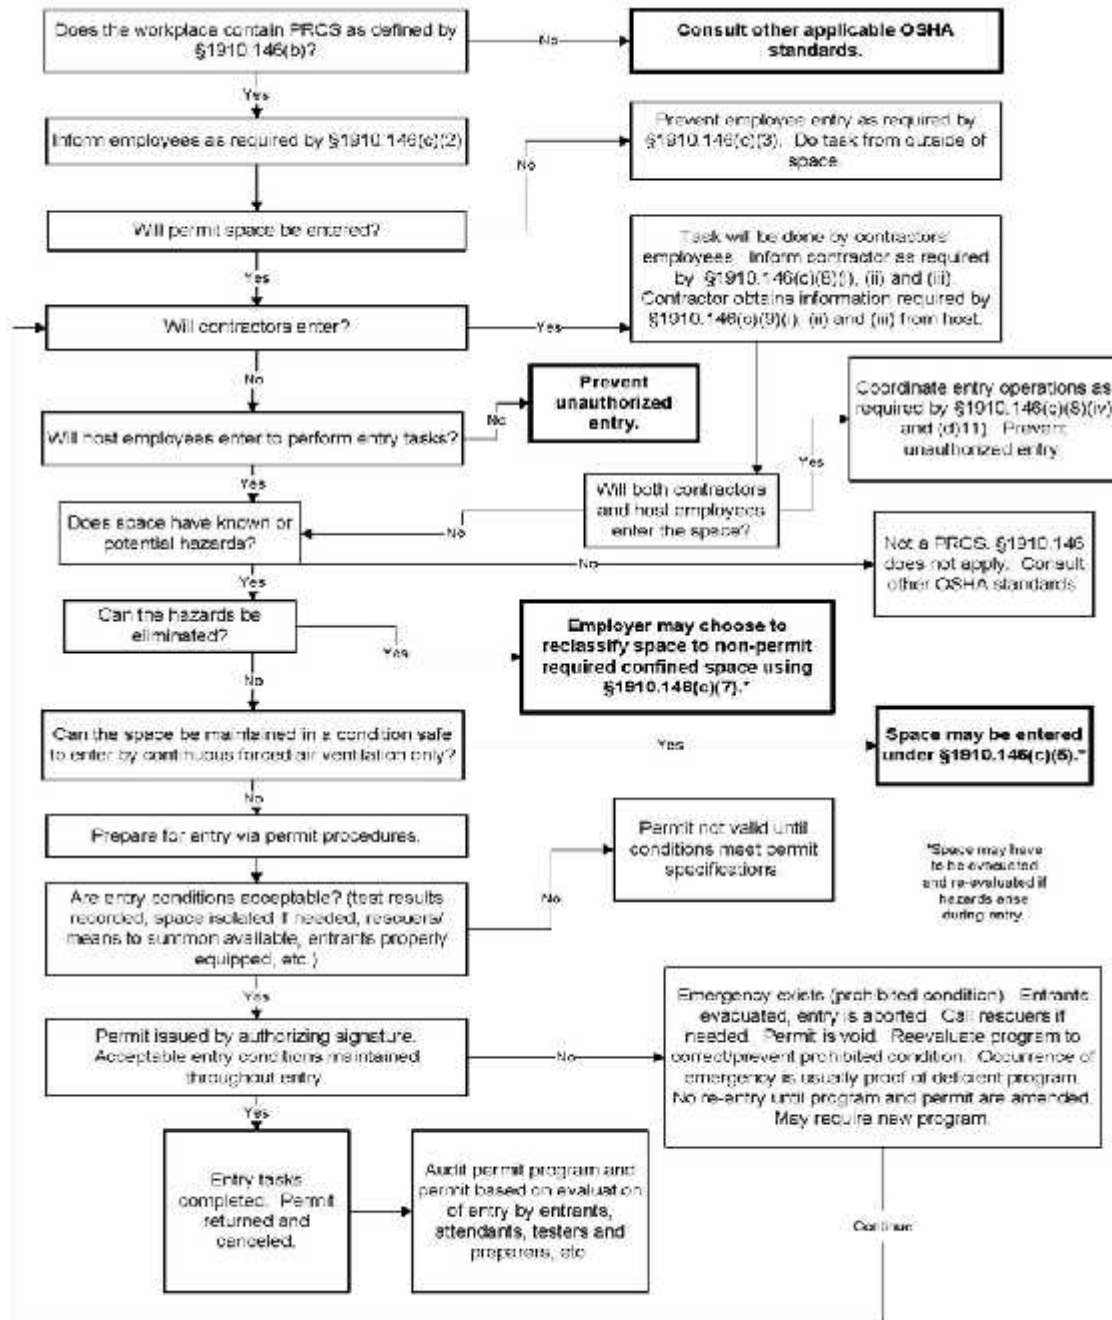 Does the workplace contain PRCS as defined by
§1910.146(b)?
No
Consult other applicable OSHA
standards.
Yes
Inform employees as required by §1910.146(c)(2)
Prevent employee entry as required by
§1910.146(c)(3). Do task from outside of
space
No
Will permit space be entered?
Yes
Task will be done by contractors'
employees. Inform contractor as required
by §1910.146(c)(8)(i), (ii) and (iii)
Contractor obtains information required by
§1910.146(c)(9)(i), (ii) and (iii) from host.
Will contractors enter?
Yes
No
Prevent
unauthorized
entry.
Coordinate entry operations as
required by §1910.146(c)(8)(iv)
and (d)11). Prevent
unauthorized entry
Will host employees enter to perform entry tasks?
No
Yes
Yes
Will both contractors
and host employees
enter the space?
Does space have known or
potential hazards?
No
No
Not a PRCS. §1910.146
does not apply. Consult
other OSHA standards
Yes
Can the hazards be
eliminated?
Yes
Employer may choose to
reclassify space to non-permit
required confined space using
§1910.146(c)(7).*
No
Can the space be maintained in a condition safe
to enter by continuous forced air ventilation only?
Yes
Space may be entered
under §1910.146(c)(5).*
No
Prepare for entry via permit procedures.
Permit not valid until
conditions meet permit
specifications
*Space may have
to be evacuated
and re-evaluated if
hazards arise
during entry
Are entry conditions acceptable? (test results
recorded, space isolated if needed, rescuers/
means to summon available, entrants properly
equipped, etc.)
No
Yes
Permit issued by authorizing signature.
Acceptable entry conditions maintained
throughout entry
No
Emergency exists (prohibited condition). Entrants
evacuated, entry is aborted. Call rescuers if
needed. Permit is void. Reevaluate program to
correct/prevent prohibited condition. Occurrence of
emergency is usually proof of deficient program.
No re-entry until program and permit are amended.
May require new program.
Yes
Entry tasks
completed. Permit
returned and
canceled.
Audit permit program and
permit based on evaluation
of entry by entrants,
attendants, testers and
preparers, etc
Continue